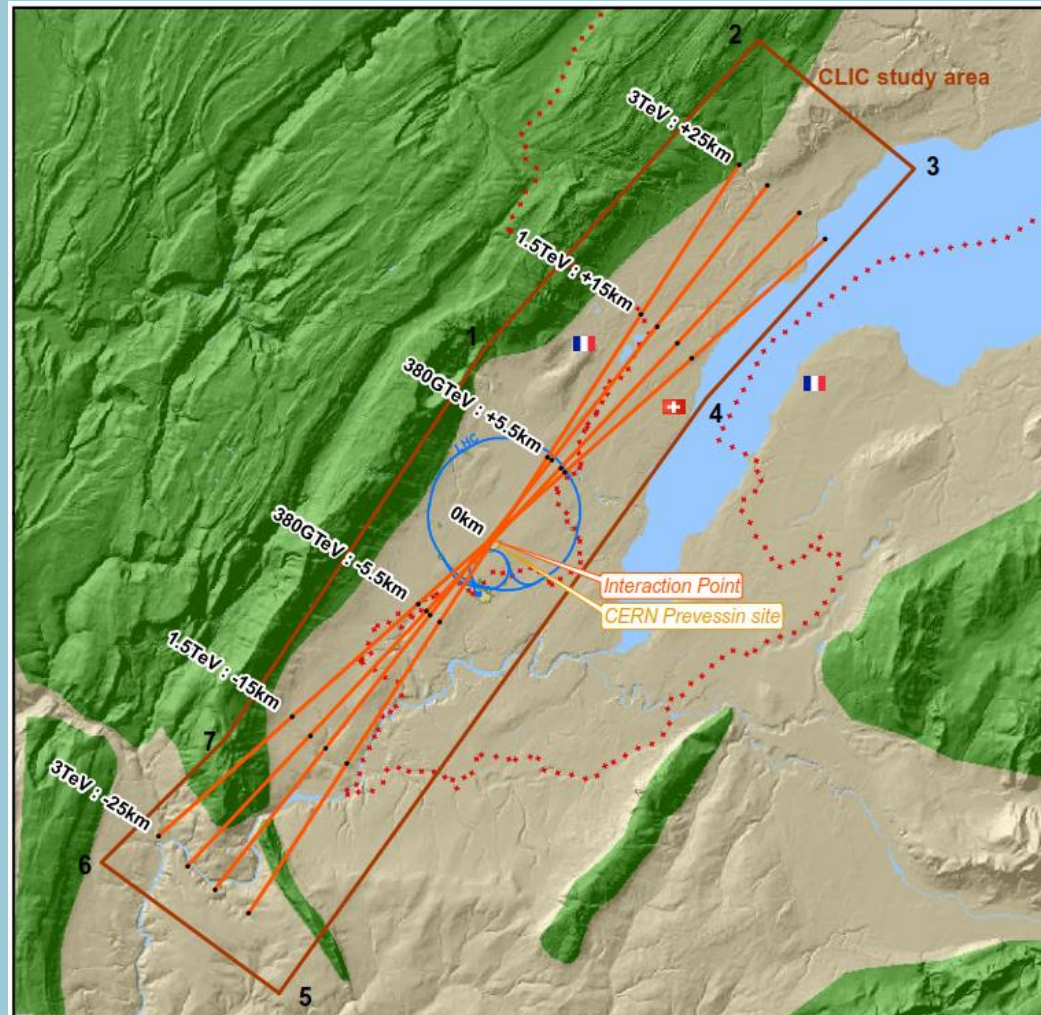 2
CLIC study area
3TeV : +25km
3
1.5TeV : +15km
1
380GTeV : +5.5km
4
LHC
0km
380GTeV : -5.5km
Interaction Point
CERN Prevessin site
1.5TeV : -15km
7
3TeV : -25km
6
5